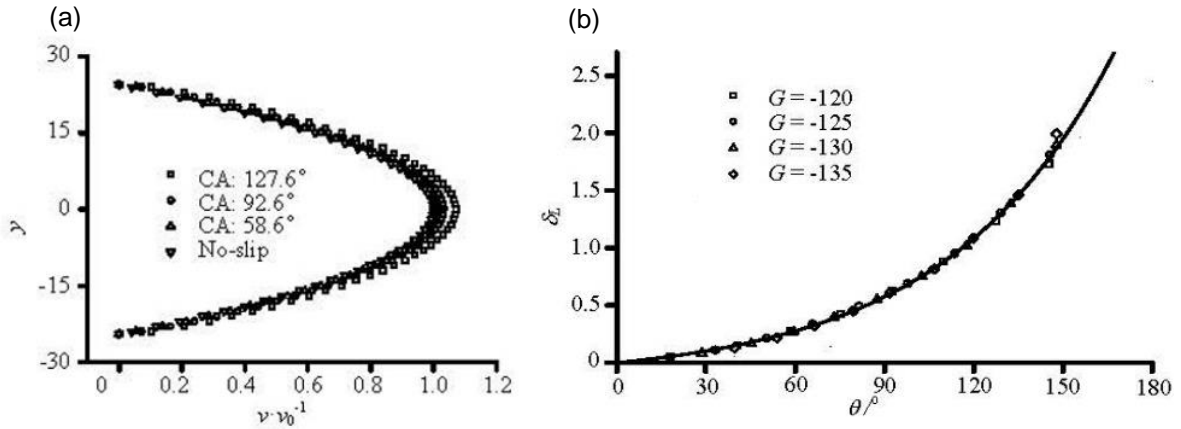 (a)
30
15
0
-15
-30
y
CA: 127.6°
CA: 92.6°
CA: 58.6°
No-slip
0 0.2 0.4 0.6 0.8 1.0 1.2
v·v₀⁻¹
(b)
2.5
2.0
1.5
1.0
0.5
0
δL
G = -120
G = -125
G = -130
G = -135
0 30 60 90 120 150 180
θ/°